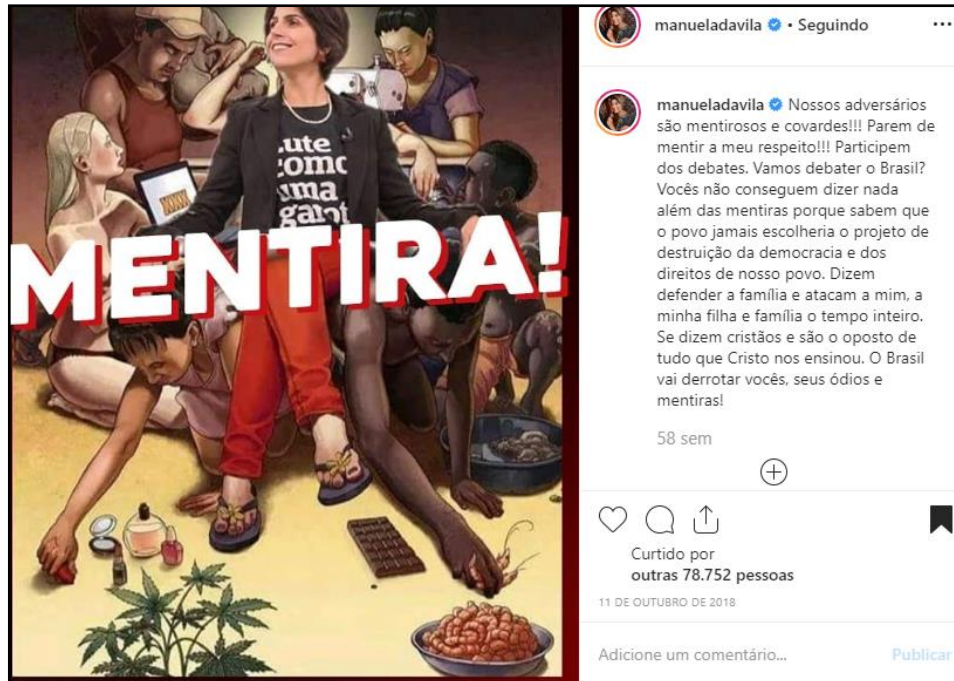 manueladavila • Seguindo
manueladavila Nossos adversários
são mentirosos e covardes!!! Parem de
mentir a meu respeito!!! Participem
dos debates. Vamos debater o Brasil?
Vocês não conseguem dizer nada
além das mentiras porque sabem que
o povo jamais escolheria o projeto de
destruição da democracia e dos
direitos de nosso povo. Dizem
defender a família e atacam a mim, a
minha filha e família o tempo inteiro.
Se dizem cristãos e são o oposto de
tudo que Cristo nos ensinou. O Brasil
vai derrotar vocês, seus ódios e
mentiras!
58 sem
Curtido por
outras 78.752 pessoas
11 DE OUTUBRO DE 2018
Adicione um comentário... Publicar
XXX
Lute
como
uma
garot
MENTIRA!